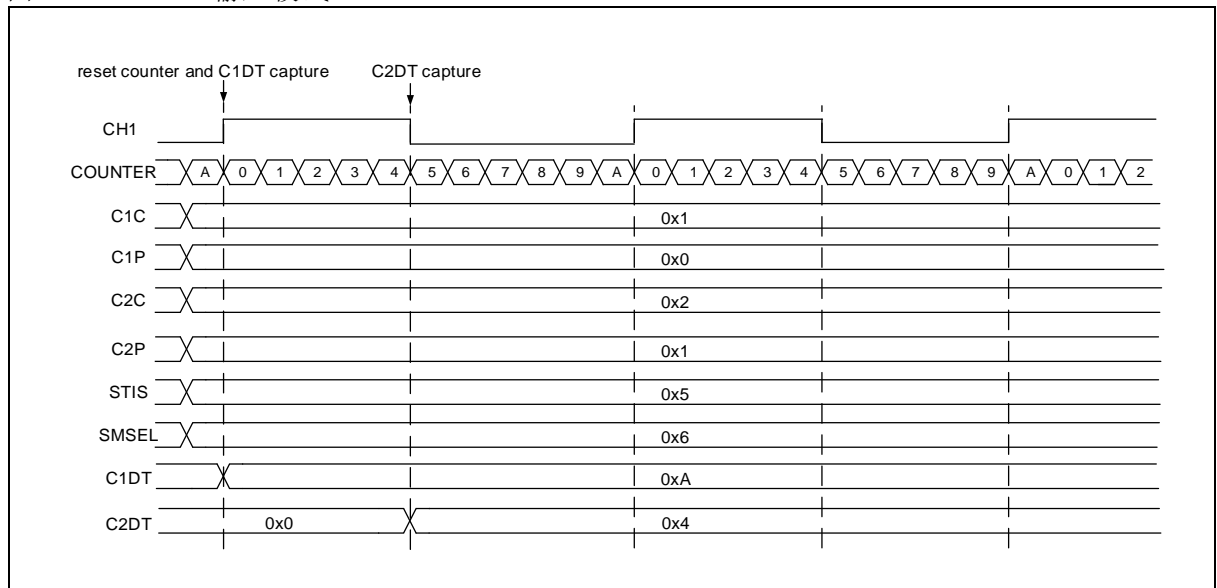 reset counter and C1DT capture
C2DT capture
CH1
COUNTER A 0 1 2 3 4 5 6 7 8 9 A 0 1 2 3 4 5 6 7 8 9 A 0 1 2
C1C 0x1
C1P 0x0
C2C 0x2
C2P 0x1
STIS 0x5
SMSEL 0x6
C1DT 0xA
C2DT 0x0 0x4